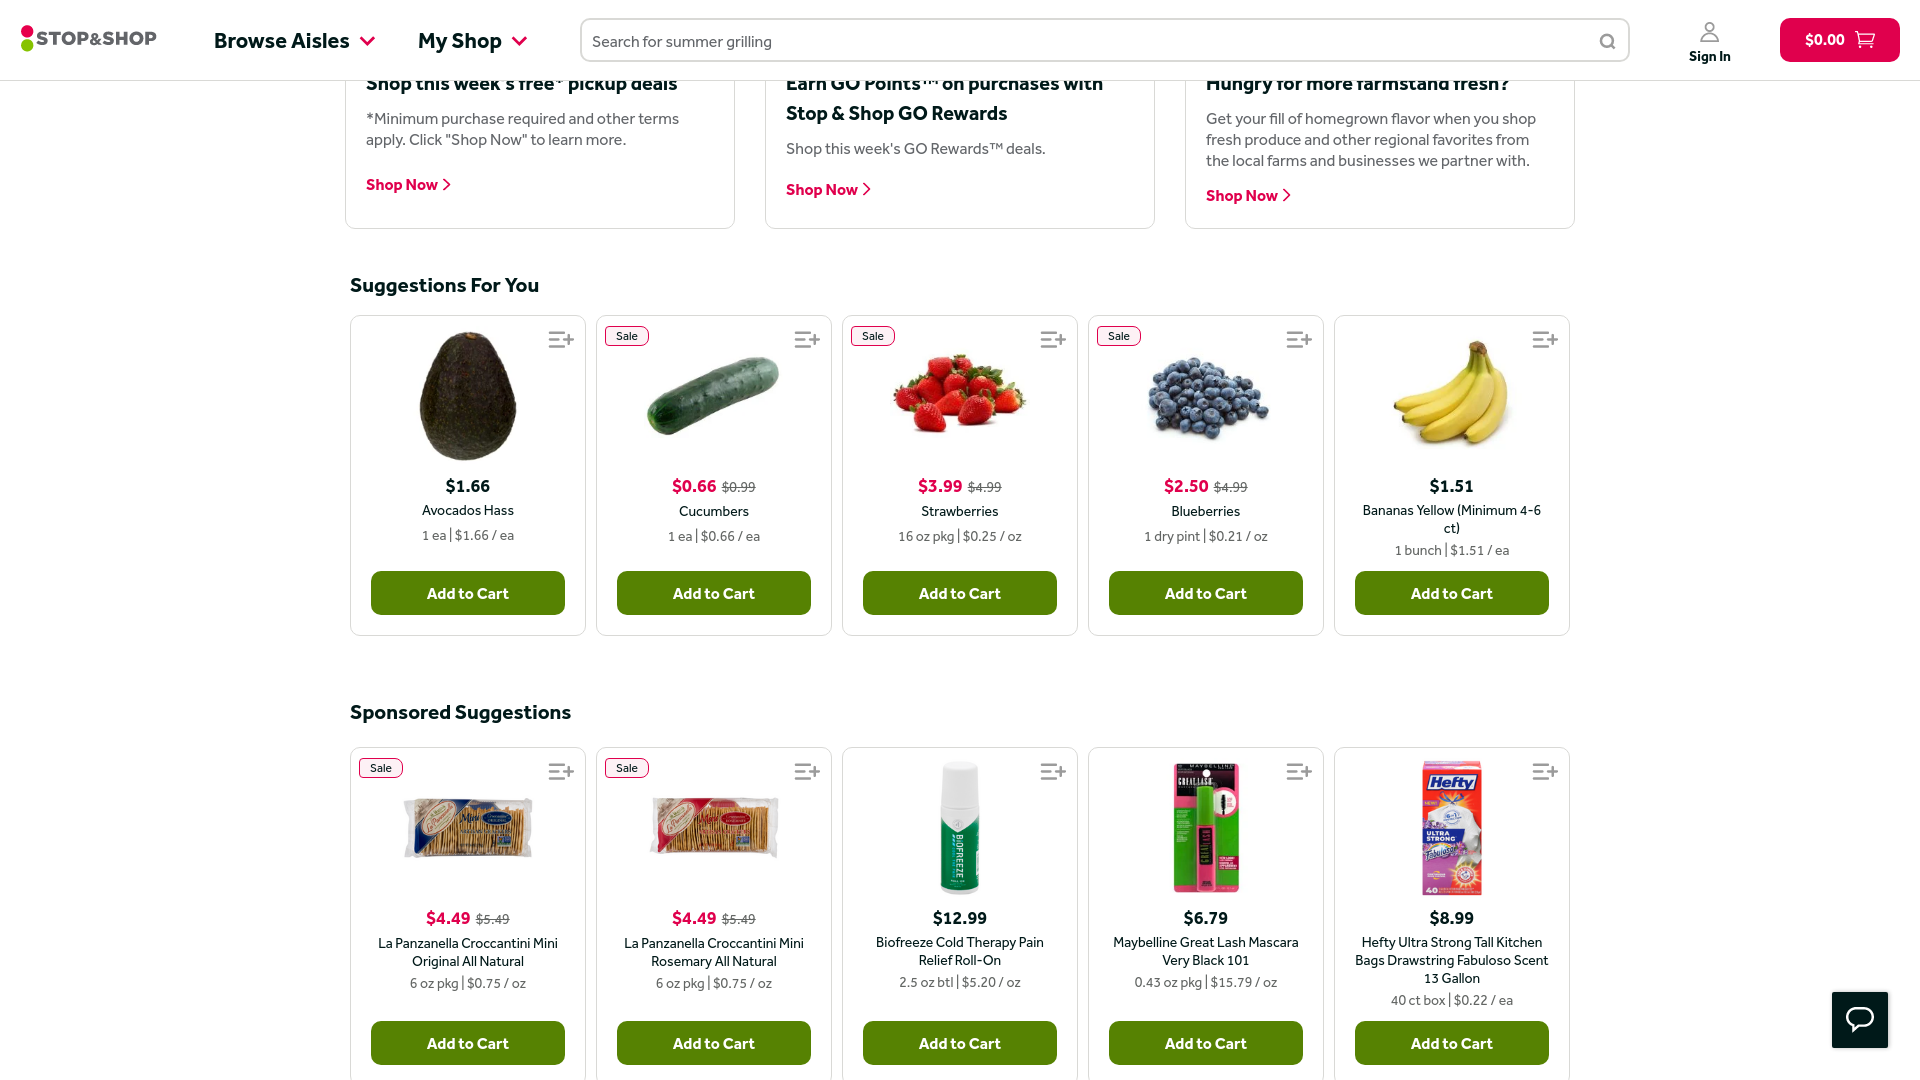 STOP&SHOP
Browse Aisles
My Shop
Search for summer grilling
Sign In
$0.00
Shop this week's free* pickup deals
*Minimum purchase required and other terms
apply. Click "Shop Now" to learn more.
Shop Now
Earn GO Points™ on purchases with
Stop & Shop GO Rewards
Shop this week's GO Rewards™ deals.
Shop Now
Hungry for more farmstand fresh?
Get your fill of homegrown flavor when you shop
fresh produce and other regional favorites from
the local farms and businesses we partner with.
Shop Now
Suggestions For You
$1.66
Avocados Hass
1 ea | $1.66 / ea
Add to Cart
Sale
$0.66 $0.99
Cucumbers
1 ea | $0.66 / ea
Add to Cart
Sale
$3.99 $4.99
Strawberries
16 oz pkg | $0.25 / oz
Add to Cart
Sale
$2.50 $4.99
Blueberries
1 dry pint | $0.21 / oz
Add to Cart
$1.51
Bananas Yellow (Minimum 4-6
ct)
1 bunch | $1.51 / ea
Add to Cart
Sponsored Suggestions
Sale
Mini
$4.49 $5.49
La Panzanella Croccantini Mini
Original All Natural
6 oz pkg | $0.75 / oz
Add to Cart
Sale
Mini
$4.49 $5.49
La Panzanella Croccantini Mini
Rosemary All Natural
6 oz pkg | $0.75 / oz
Add to Cart
BIOFREEZE
$12.99
Biofreeze Cold Therapy Pain
Relief Roll-On
2.5 oz btl | $5.20 / oz
Add to Cart
MAYBELLINE
GREAT LASH
$6.79
Maybelline Great Lash Mascara
Very Black 101
0.43 oz pkg | $15.79 / oz
Add to Cart
Hefty
NEW!
ULTRA
STRONG
Fabuloso
40
$8.99
Hefty Ultra Strong Tall Kitchen
Bags Drawstring Fabuloso Scent
13 Gallon
40 ct box | $0.22 / ea
Add to Cart